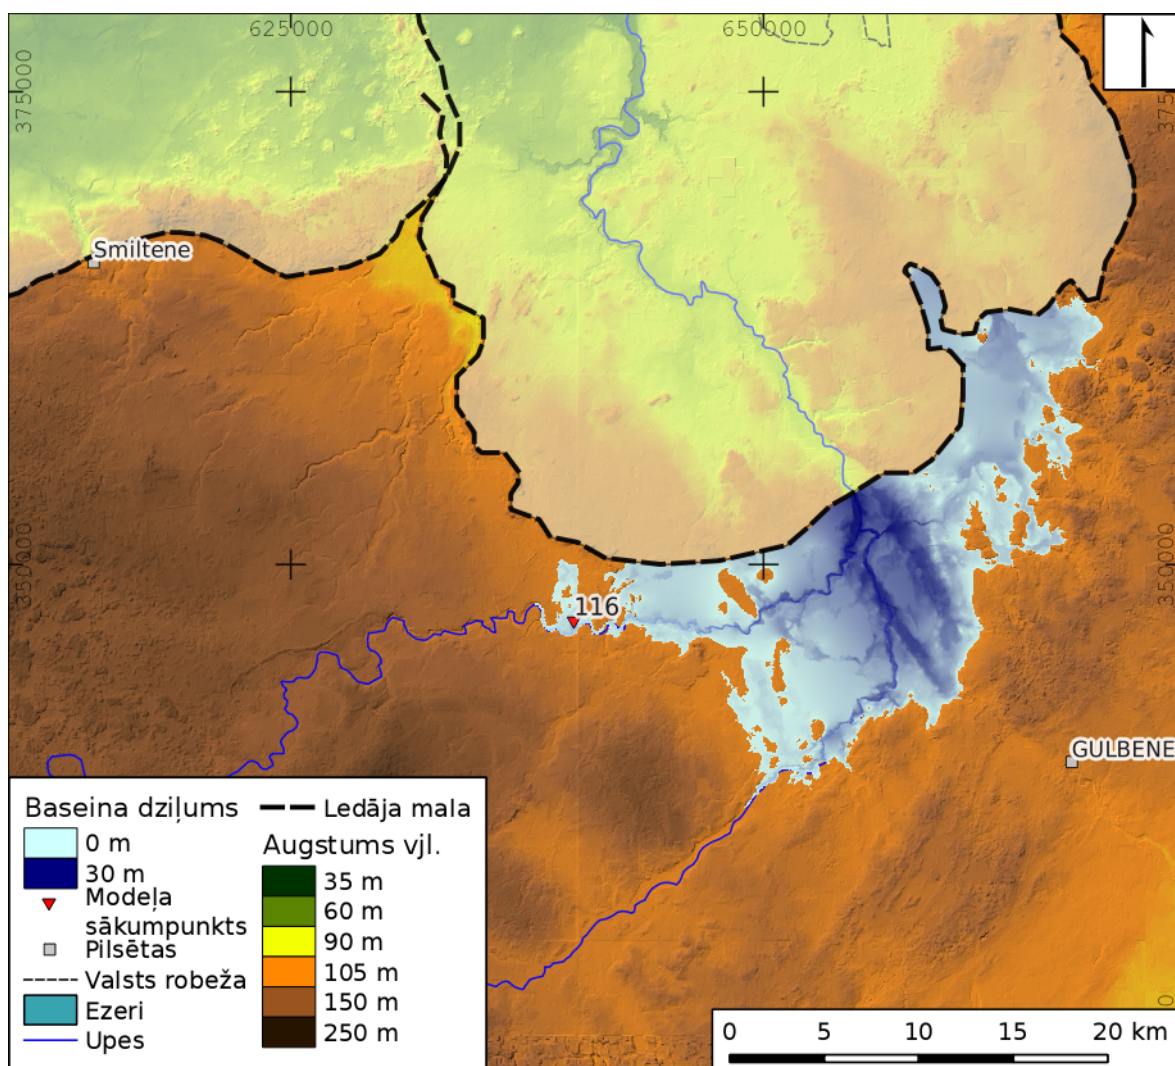 625000
650000
375000
375
Smiltene
350000
350000
116
GULBENE
Baseina dziļums
0 m
30 m
Modeļa
sākumpunkts
Pilsētas
Valsts robeža
Ezeri
Upes
Ledāja mala
Augstums vjl.
35 m
60 m
90 m
105 m
150 m
250 m
0
0 5 10 15 20 km